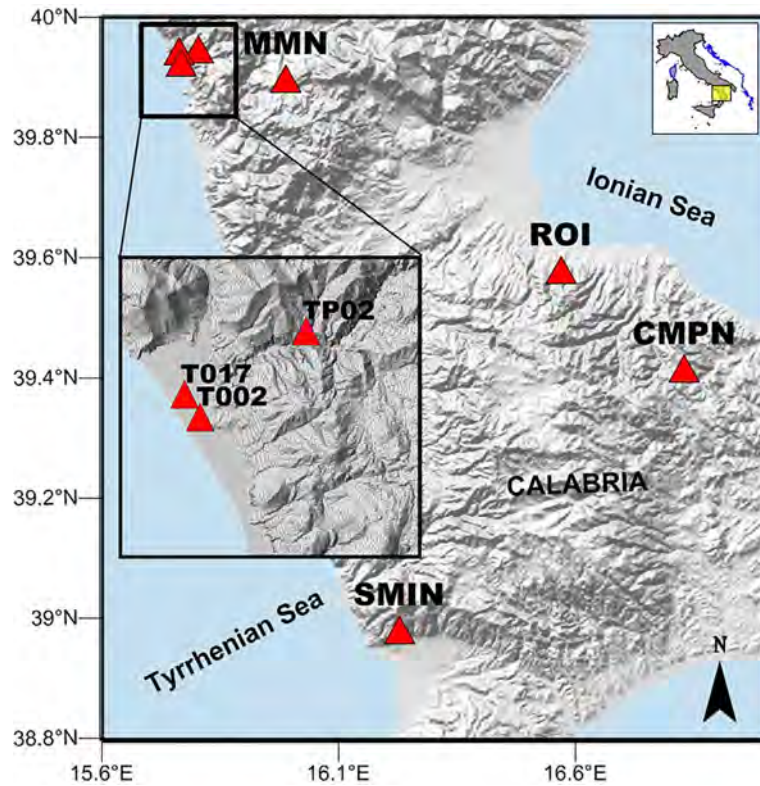 40°N
MMN
39.8°N
Ionian Sea
ROI
39.6°N
TP02
CMPN
T017
39.4°N
T002
CALABRIA
39.2°N
SMIN
39°N
Tyrrhenian Sea
N
38.8°N
15.6°E
16.1°E
16.6°E